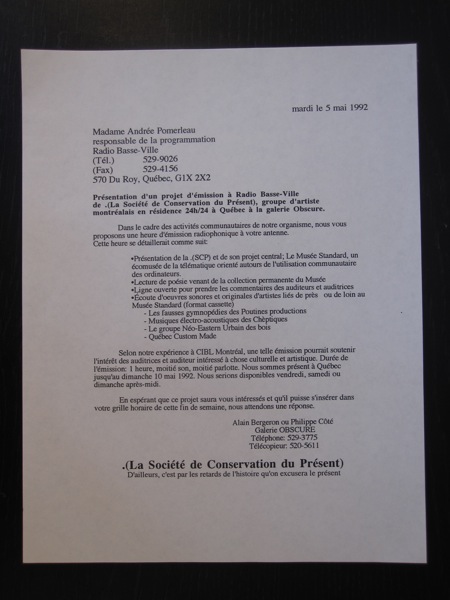 mardi le 5 mai 1992
Madame Andrée Pomerleau
responsable de la programmation
Radio Basse-Ville
(Tél.) 529-9026
(Fax) 529-4156
570 Du Roy, Québec, G1X 2X2
Présentation d'un projet d'émission à Radio Basse-Ville
de .(La Société de Conservation du Présent), groupe d'artiste
montréalais en résidence 24h/24 à Québec à la galerie Obscure.
Dans le cadre des activités communautaires de notre organisme, nous vous
proposons une heure d'émission radiophonique à votre antenne.
Cette heure se détaillerait comme suit:
•Présentation de la .(SCP) et de son projet central; Le Musée Standard, un
écomusée de la télématique orienté autours de l'utilisation communautaire
des ordinateurs.
•Lecture de poésie venant de la collection permanente du Musée
•Ligne ouverte pour prendre les commentaires des auditeurs et auditrices
•Écoute d'oeuvres sonores et originales d'artistes liés de près ou de loin au
Musée Standard (format cassette)
- Les fausses gymnopédies des Poutines productions
- Musiques électro-acoustiques des Chèptiques
- Le groupe Néo-Eastern Urbain des bois
- Québec Custom Made
Selon notre expérience à CIBL Montréal, une telle émission pourrait soutenir
l'intérêt des auditrices et auditeur intéressé à chose culturelle et artistique. Durée de
l'émission: 1 heure, moitié son, moitié parlotte. Nous sommes présent à Québec
jusqu'au dimanche 10 mai 1992. Nous serions disponibles vendredi, samedi ou
dimanche après-midi.
En espérant que ce projet saura vous intéressés et qu'il puisse s'insérer dans
votre grille horaire de cette fin de semaine, nous attendons une réponse.
Alain Bergeron ou Philippe Côté
Galerie OBSCURE
Téléphone: 529-3775
Télécopieur: 520-5611
.(La Société de Conservation du Présent)
D'ailleurs, c'est par les retards de l'histoire qu'on excusera le présent